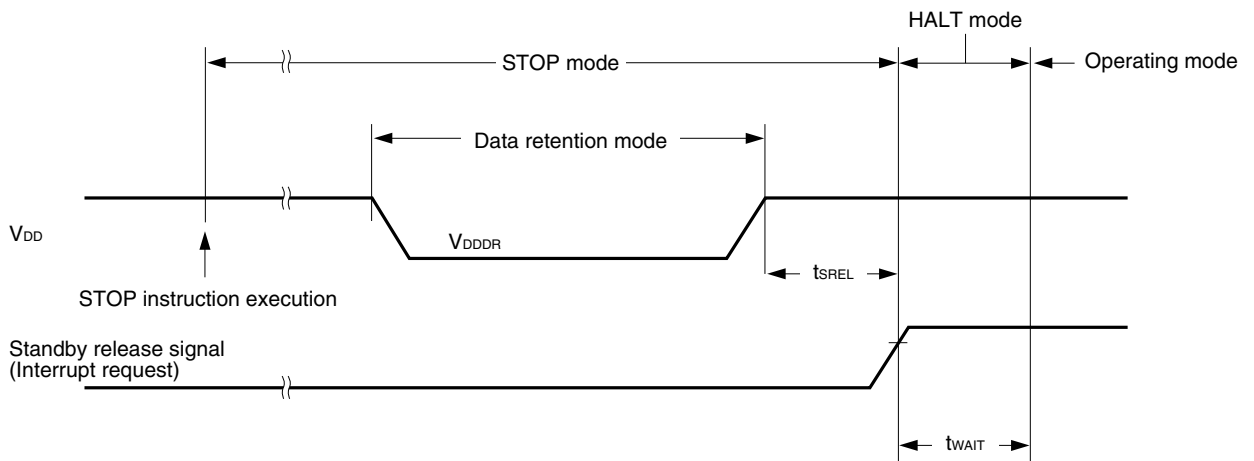 HALT mode
STOP mode
Operating mode
Data retention mode
VDD
VDDDR
tSREL
STOP instruction execution
Standby release signal
(Interrupt request)
tWAIT